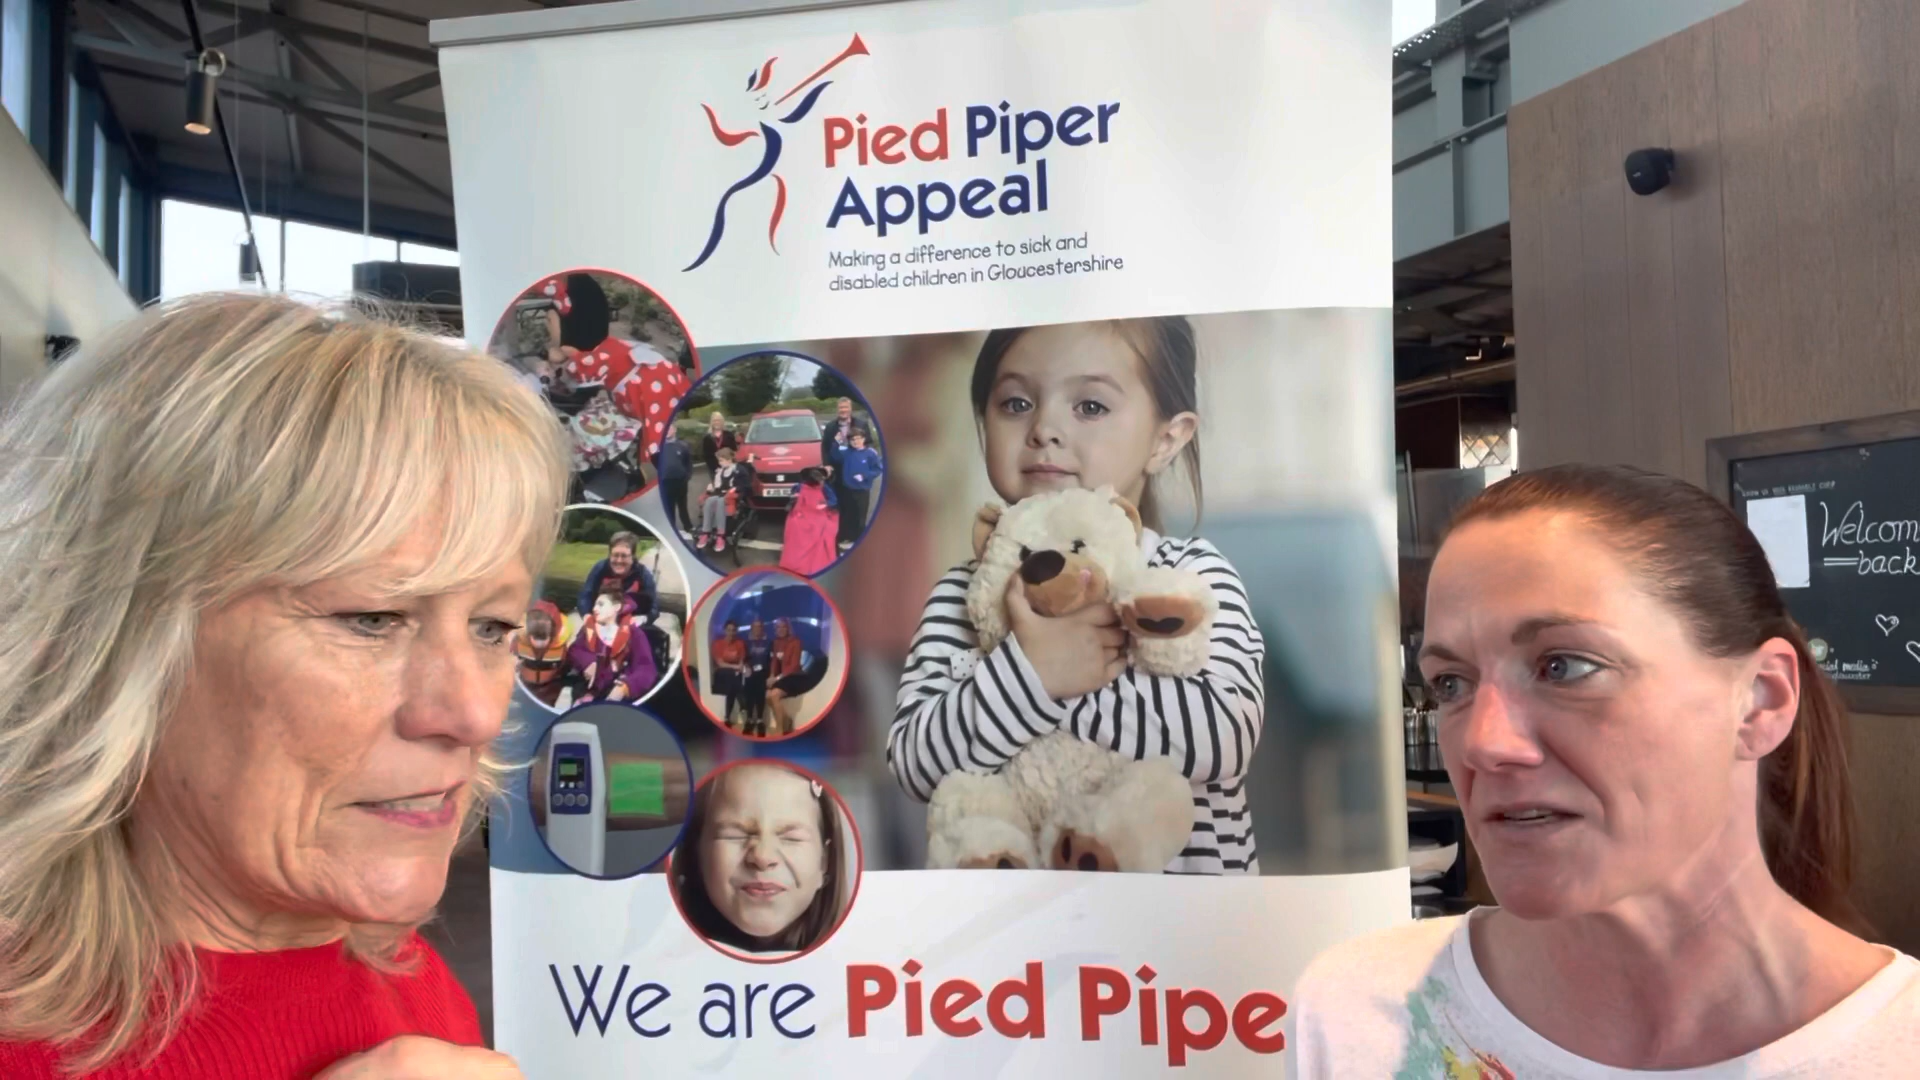 Pied Piper
Appeal
Making a difference to sick and
disabled children in Gloucestershire
We are Pied Pipe
Welcom
back